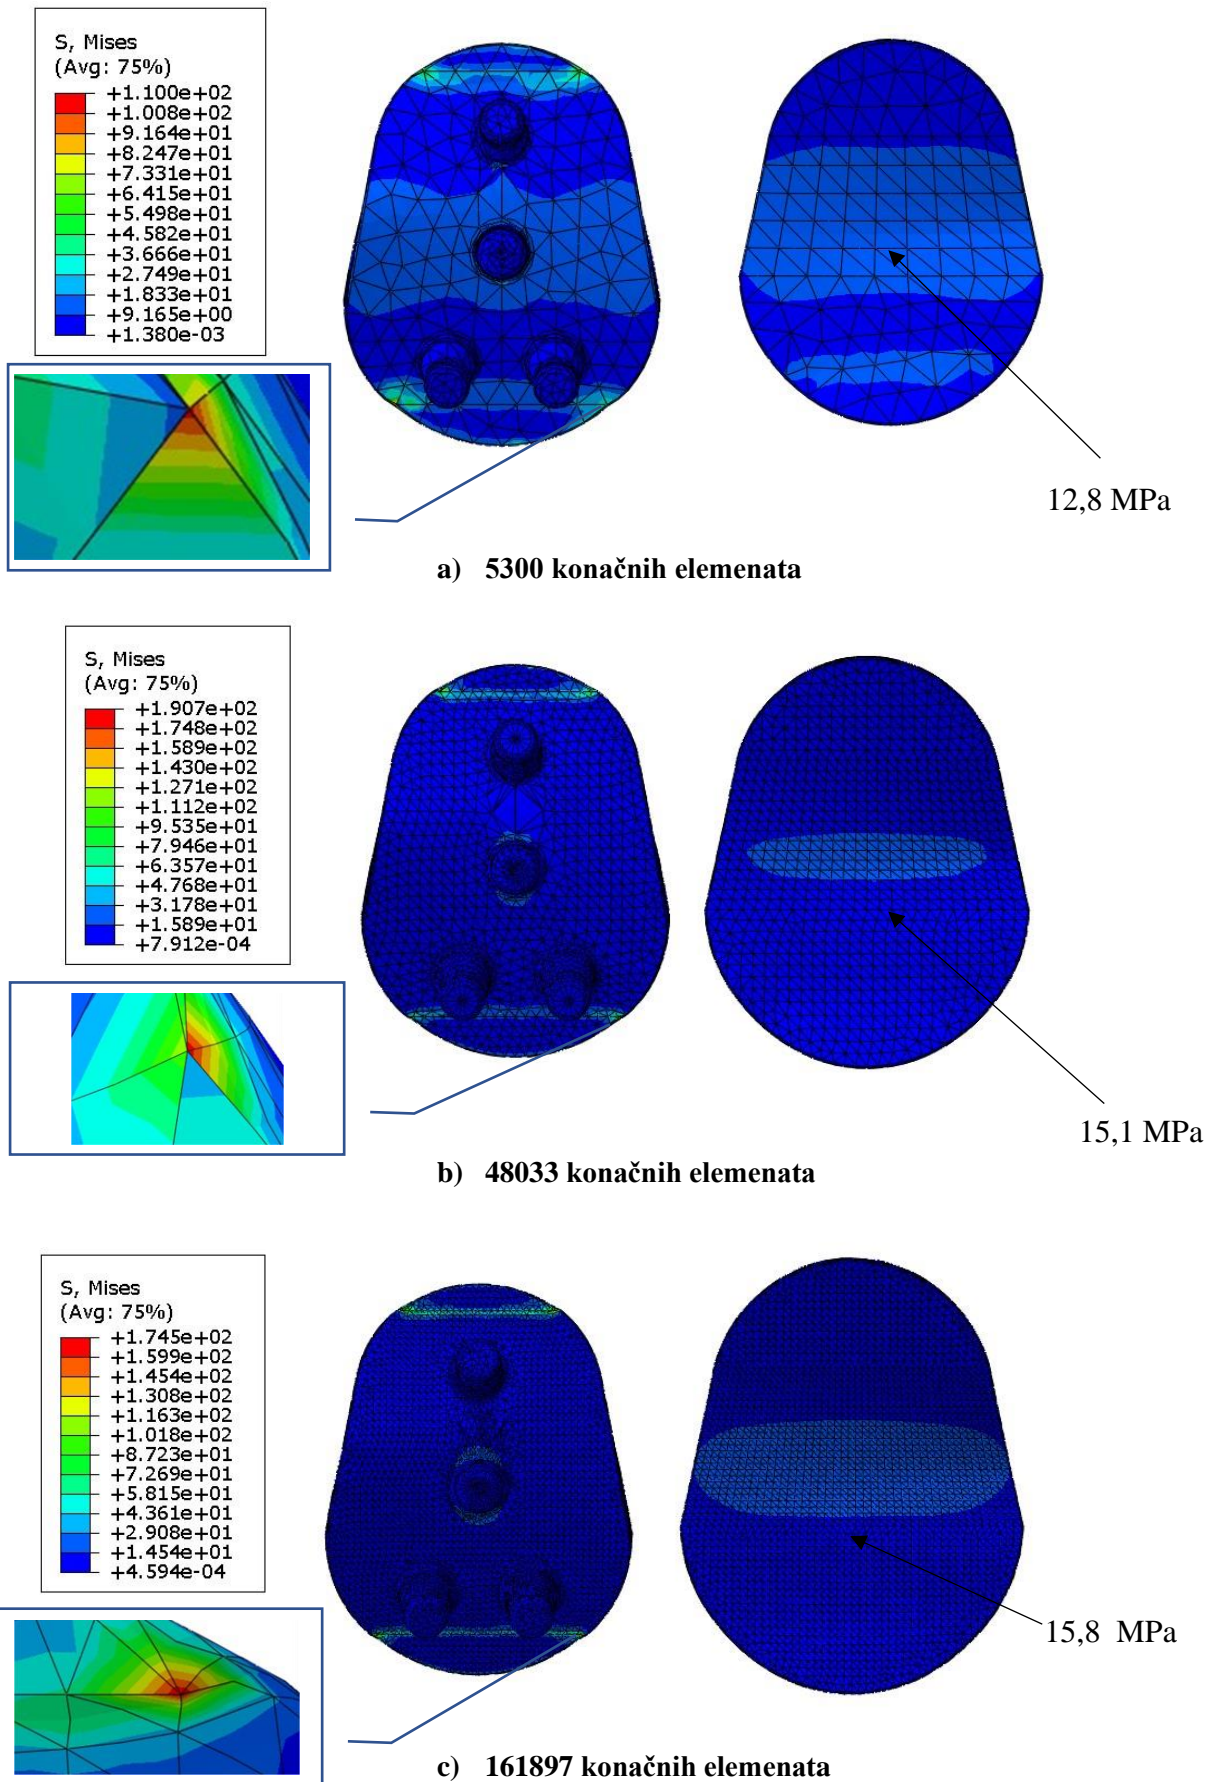 S, Mises
(Avg: 75%)
+1.100e+02
+1.008e+02
+9.164e+01
+8.247e+01
+7.331e+01
+6.415e+01
+5.498e+01
+4.582e+01
+3.666e+01
+2.749e+01
+1.833e+01
+9.165e+00
+1.380e-03
12,8 MPa
a) 5300 konačnih elemenata
S, Mises
(Avg: 75%)
+1.907e+02
+1.748e+02
+1.589e+02
+1.430e+02
+1.271e+02
+1.112e+02
+9.535e+01
+7.946e+01
+6.357e+01
+4.768e+01
+3.178e+01
+1.589e+01
+7.912e-04
15,1 MPa
b) 48033 konačnih elemenata
S, Mises
(Avg: 75%)
+1.745e+02
+1.599e+02
+1.454e+02
+1.308e+02
+1.163e+02
+1.018e+02
+8.723e+01
+7.269e+01
+5.815e+01
+4.361e+01
+2.908e+01
+1.454e+01
+4.594e-04
15,8 MPa
c) 161897 konačnih elemenata